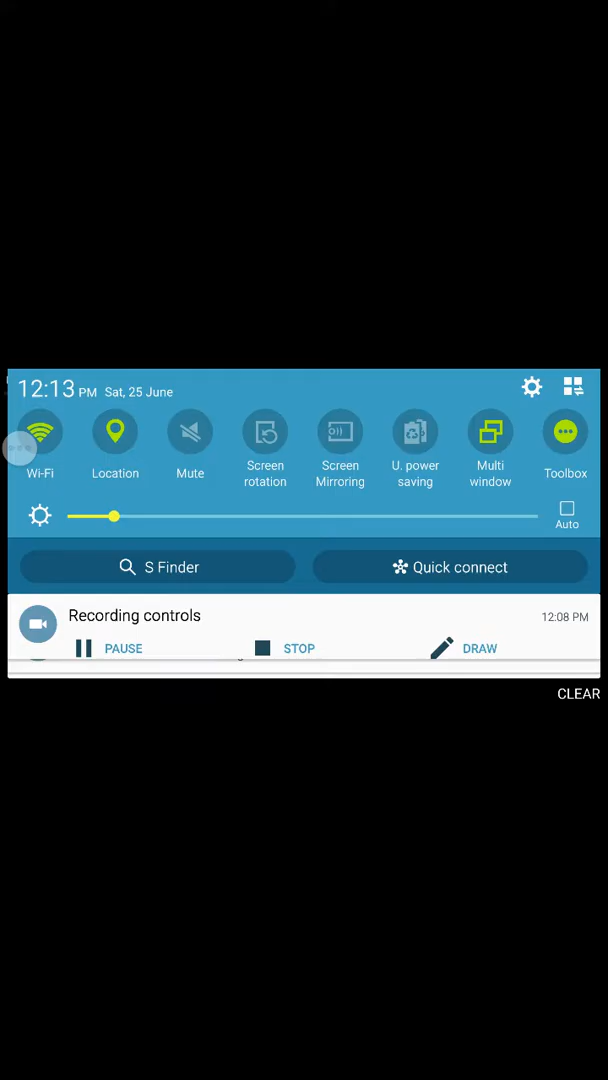 12:13 PM Sat, 25 June
Wi-Fi
Location
Mute
Screen rotation
Screen Mirroring
U. power saving
Multi window
Toolbox
Auto
S Finder
Quick connect
Recording controls
12:08 PM
PAUSE
STOP
DRAW
CLEAR